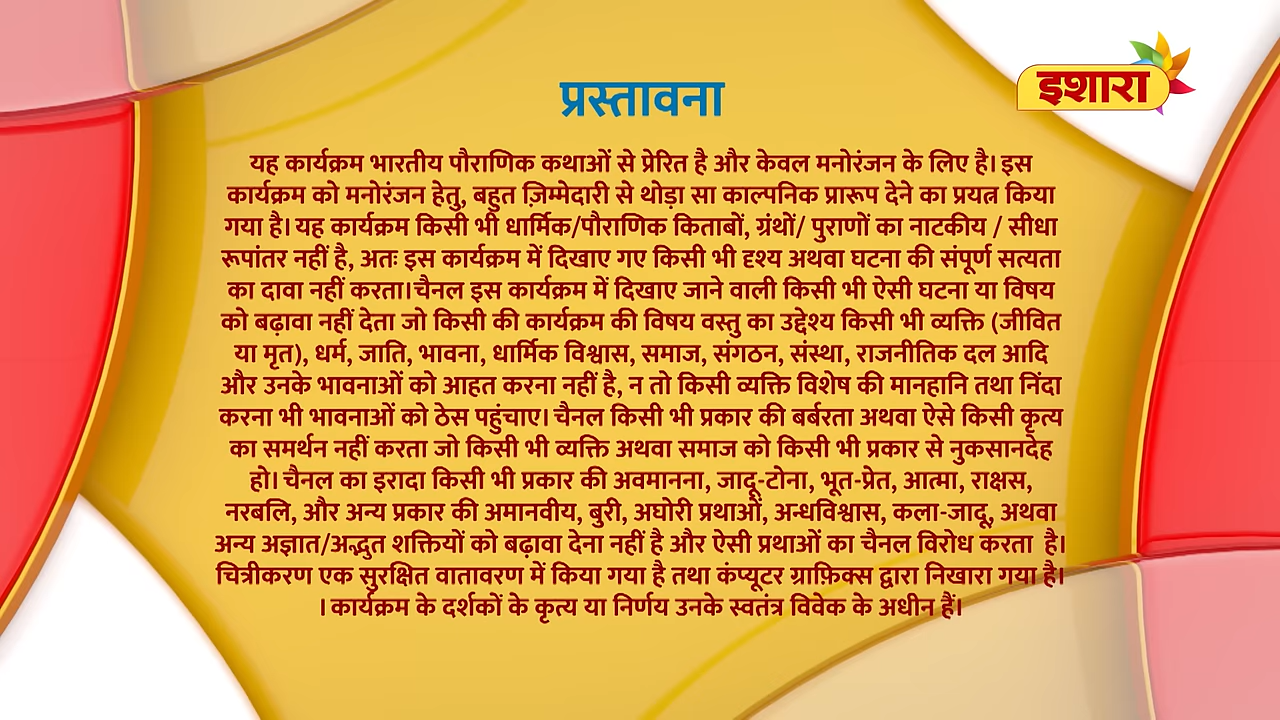 इशारा
प्रस्तावना
यह कार्यक्रम भारतीय पौराणिक कथाओं से प्रेरित है और केवल मनोरंजन के लिए है। इस
कार्यक्रम को मनोरंजन हेतु, बहुत ज़िम्मेदारी से थोड़ा सा काल्पनिक प्रारूप देने का प्रयत्न किया
गया है। यह कार्यक्रम किसी भी धार्मिक/पौराणिक किताबों, ग्रंथों/ पुराणों का नाटकीय / सीधा
रूपांतर नहीं है, अतः इस कार्यक्रम में दिखाए गए किसी भी दृश्य अथवा घटना की संपूर्ण सत्यता
का दावा नहीं करता।चैनल इस कार्यक्रम में दिखाए जाने वाली किसी भी ऐसी घटना या विषय
को बढ़ावा नहीं देता जो किसी की कार्यक्रम की विषय वस्तु का उद्देश्य किसी भी व्यक्ति (जीवित
या मृत), धर्म, जाति, भावना, धार्मिक विश्वास, समाज, संगठन, संस्था, राजनीतिक दल आदि
और उनके भावनाओं को आहत करना नहीं है, न तो किसी व्यक्ति विशेष की मानहानि तथा निंदा
करना भी भावनाओं को ठेस पहुंचाए। चैनल किसी भी प्रकार की बर्बरता अथवा ऐसे किसी कृत्य
का समर्थन नहीं करता जो किसी भी व्यक्ति अथवा समाज को किसी भी प्रकार से नुकसानदेह
हो। चैनल का इरादा किसी भी प्रकार की अवमानना, जादू-टोना, भूत-प्रेत, आत्मा, राक्षस,
नरबलि, और अन्य प्रकार की अमानवीय, बुरी, अघोरी प्रथाओं, अन्धविश्वास, कला-जादू, अथवा
अन्य अज्ञात/अद्भुत शक्तियों को बढ़ावा देना नहीं है और ऐसी प्रथाओं का चैनल विरोध करता है।
चित्रीकरण एक सुरक्षित वातावरण में किया गया है तथा कंप्यूटर ग्राफ़िक्स द्वारा निखारा गया है।
। कार्यक्रम के दर्शकों के कृत्य या निर्णय उनके स्वतंत्र विवेक के अधीन हैं।